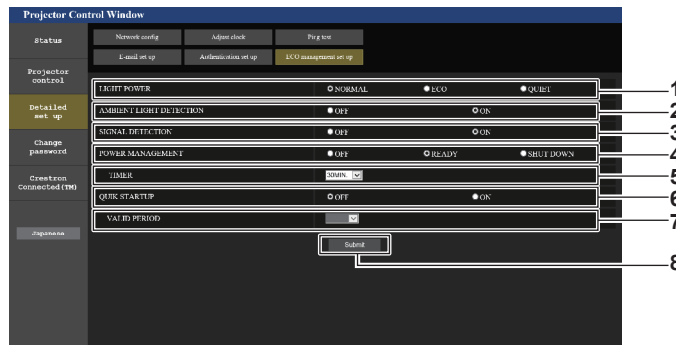 Projector Control Window
Status
Network config
Adjust clock
Ping test
E-mail set up
Authentication set up
ECO management set up
Projector
control
Detailed
set up
Change
password
Crestron
Connected(TM)
Japanese
LIGHT POWER NORMAL ECO QUIET 1
AMBIENT LIGHT DETECTION OFF ON 2
SIGNAL DETECTION OFF ON 3
POWER MANAGEMENT OFF READY SHUT DOWN 4
TIMER 30MIN. 5
QUIK STARTUP OFF ON 6
VALID PERIOD 7
Submit 8